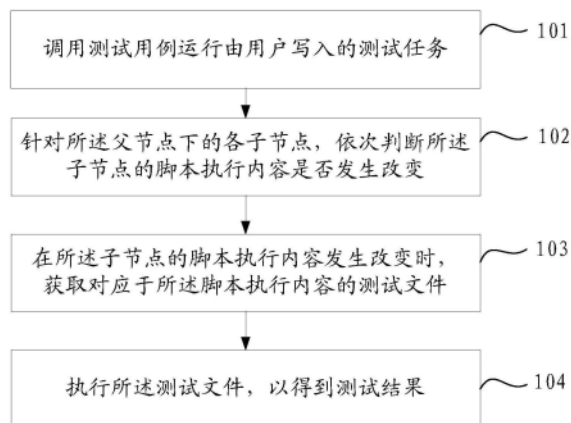 调用测试用例运行由用户写入的测试任务
101
针对所述父节点下的各子节点，依次判断所述
子节点的脚本执行内容是否发生改变
102
在所述子节点的脚本执行内容发生改变时，
获取对应于所述脚本执行内容的测试文件
103
执行所述测试文件，以得到测试结果
104